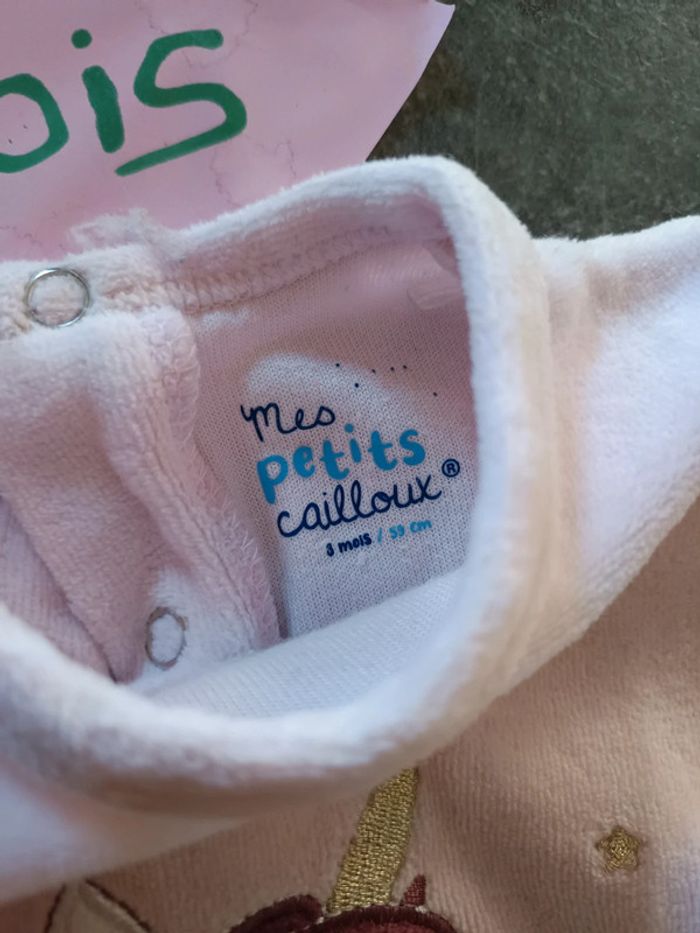 ois
Mes
petits
cailloux®
3 mois / 59 cm